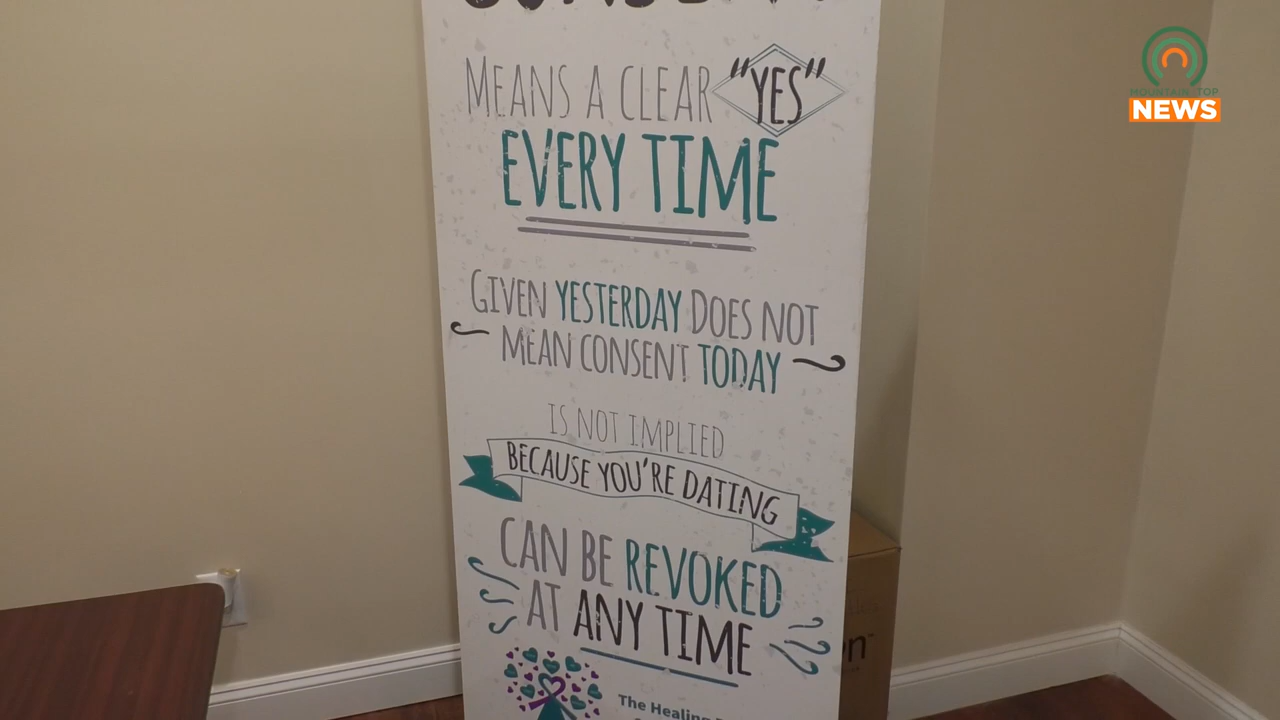 MEANS A CLEAR "YES"
EVERY TIME
GIVEN YESTERDAY DOES NOT
MEAN CONSENT TODAY
IS NOT IMPLIED
BECAUSE YOU'RE DATING
CAN BE REVOKED
AT ANY TIME
The Healing
MOUNTAIN TOP
NEWS